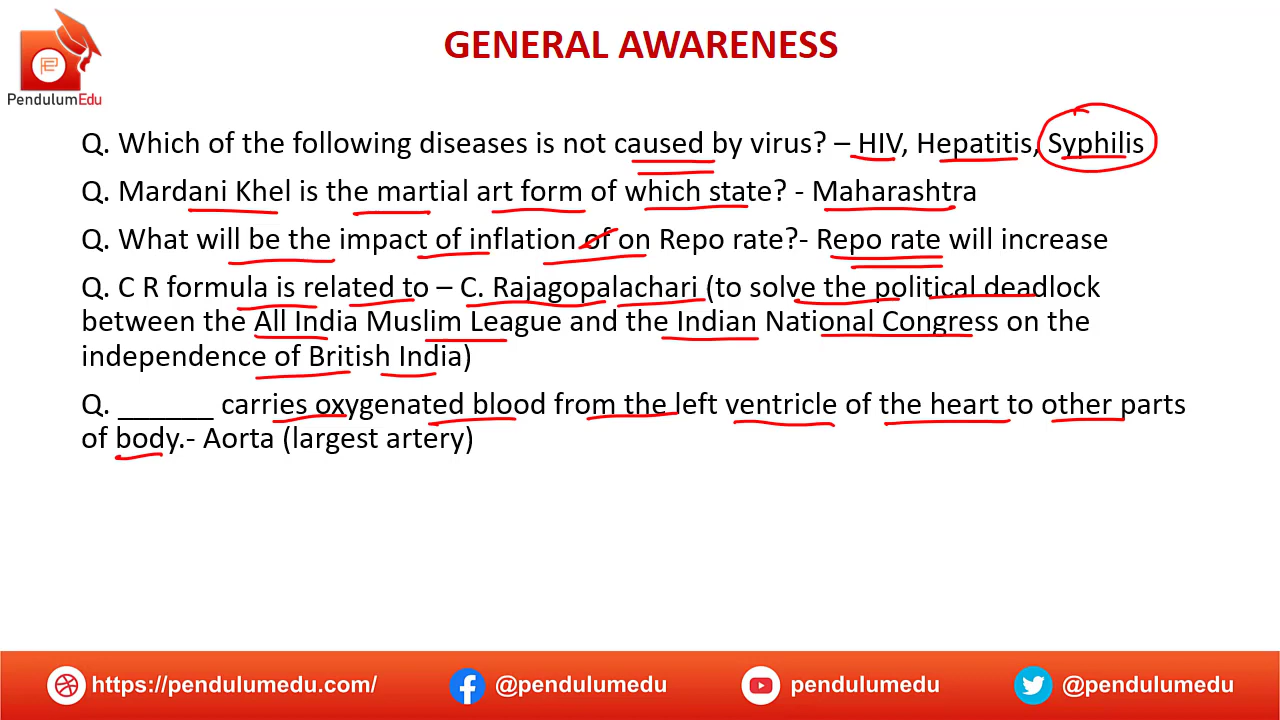 GENERAL AWARENESS
PendulumEdu
Q. Which of the following diseases is not caused by virus? – HIV, Hepatitis, Syphilis
Q. Mardani Khel is the martial art form of which state? - Maharashtra
Q. What will be the impact of inflation of on Repo rate?- Repo rate will increase
Q. C R formula is related to – C. Rajagopalachari (to solve the political deadlock
between the All India Muslim League and the Indian National Congress on the
independence of British India)
Q. ______ carries oxygenated blood from the left ventricle of the heart to other parts
of body.- Aorta (largest artery)
https://pendulumedu.com/ @pendulumedu pendulumedu @pendulumedu